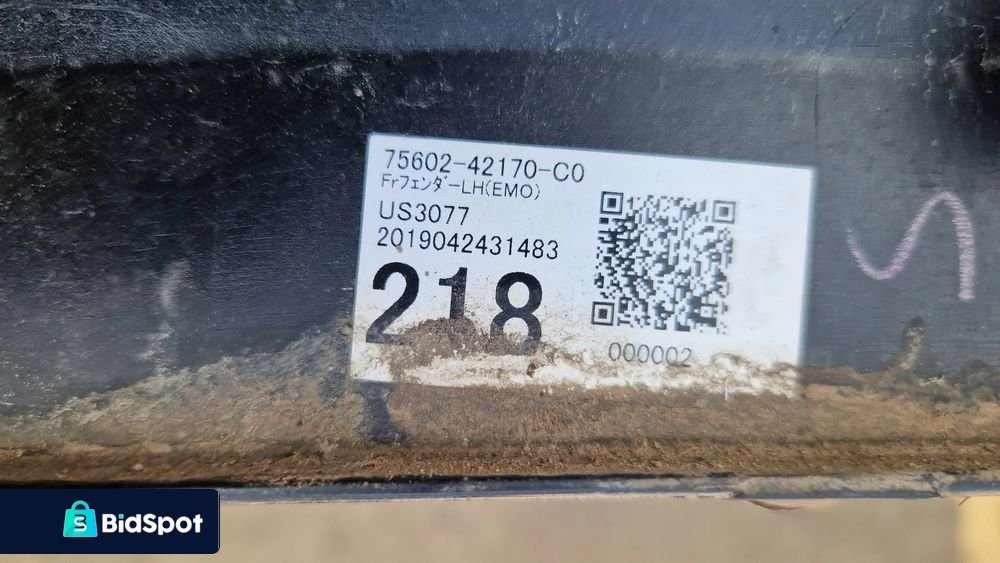 75602-42170-C0
Frフェンダ-LH(EMO)
US3077
2019042431483
218
000002
BidSpot